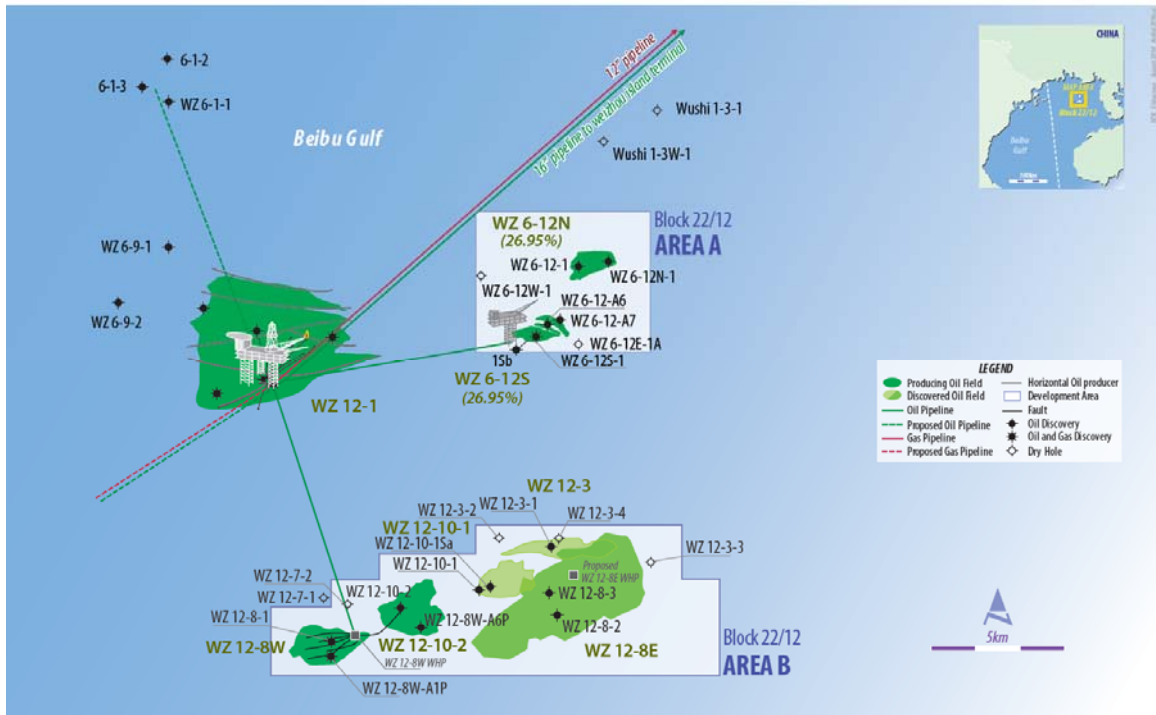 6-1-2
6-1-3
WZ 6-1-1
Beibu Gulf
12" pipeline
16" pipeline to weizhou island terminal
Wushi 1-3-1
Wushi 1-3W-1
CHINA
MAP AREA
Block 22/12
Beibu
Gulf
100km
WZ 6-9-1
WZ 6-9-2
WZ 12-1
Block 22/12
AREA A
WZ 6-12N
(26.95%)
WZ 6-12-1
WZ 6-12N-1
WZ 6-12W-1
WZ 6-12-A6
WZ 6-12-A7
WZ 6-12E-1A
1Sb
WZ 6-12S-1
WZ 6-12S
(26.95%)
LEGEND
Producing Oil Field
Discovered Oil Field
Oil Pipeline
Proposed Oil Pipeline
Gas Pipeline
Proposed Gas Pipeline
Horizontal Oil producer
Development Area
Fault
Oil Discovery
Oil and Gas Discovery
Dry Hole
WZ 12-3
WZ 12-3-1
WZ 12-3-2
WZ 12-3-4
WZ 12-10-1
WZ 12-10-1Sa
WZ 12-10-1
WZ 12-3-3
Proposed
WZ 12-8E WHP
WZ 12-7-2
WZ 12-10-2
WZ 12-7-1
WZ 12-8-3
WZ 12-8-1
WZ 12-8W-A6P
WZ 12-8-2
WZ 12-8W
WZ 12-10-2
WZ 12-8E
WZ 12-8W WHP
WZ 12-8W-A1P
Block 22/12
AREA B
5km